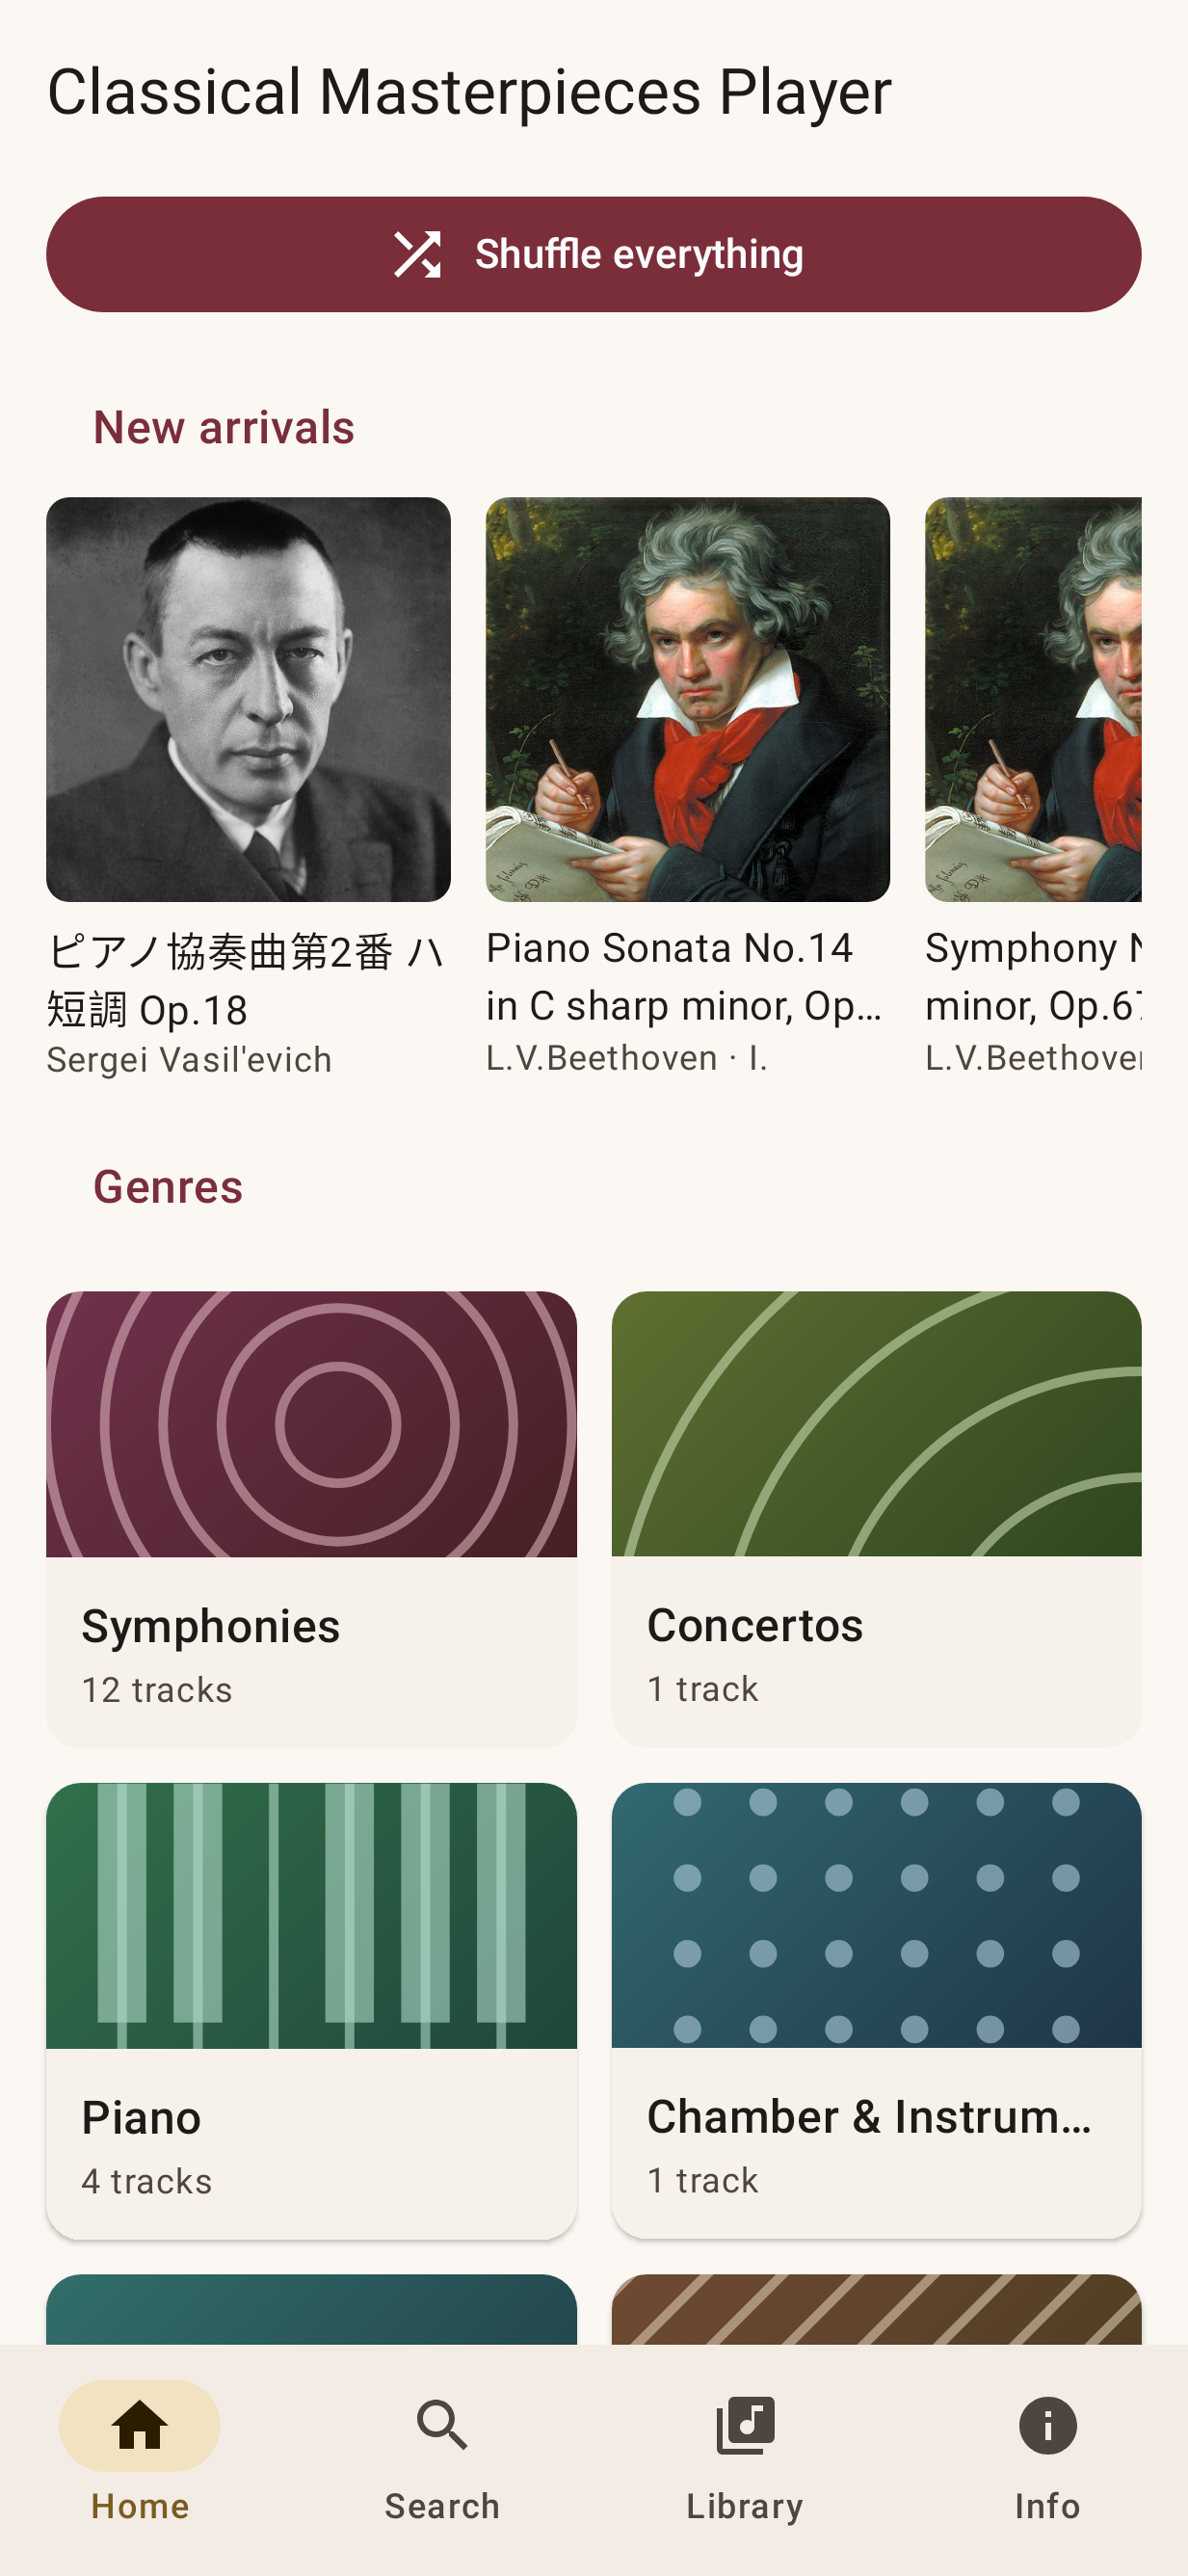 Classical Masterpieces Player
Shuffle everything
New arrivals
ピアノ協奏曲第2番 ハ
短調 Op.18
Sergei Vasil'evich
Piano Sonata No.14
in C sharp minor, Op…
L.V.Beethoven · I.
Symphony N
minor, Op.67
L.V.Beethoven
Genres
Symphonies
12 tracks
Concertos
1 track
Piano
4 tracks
Chamber & Instrum…
1 track
Home
Search
Library
Info